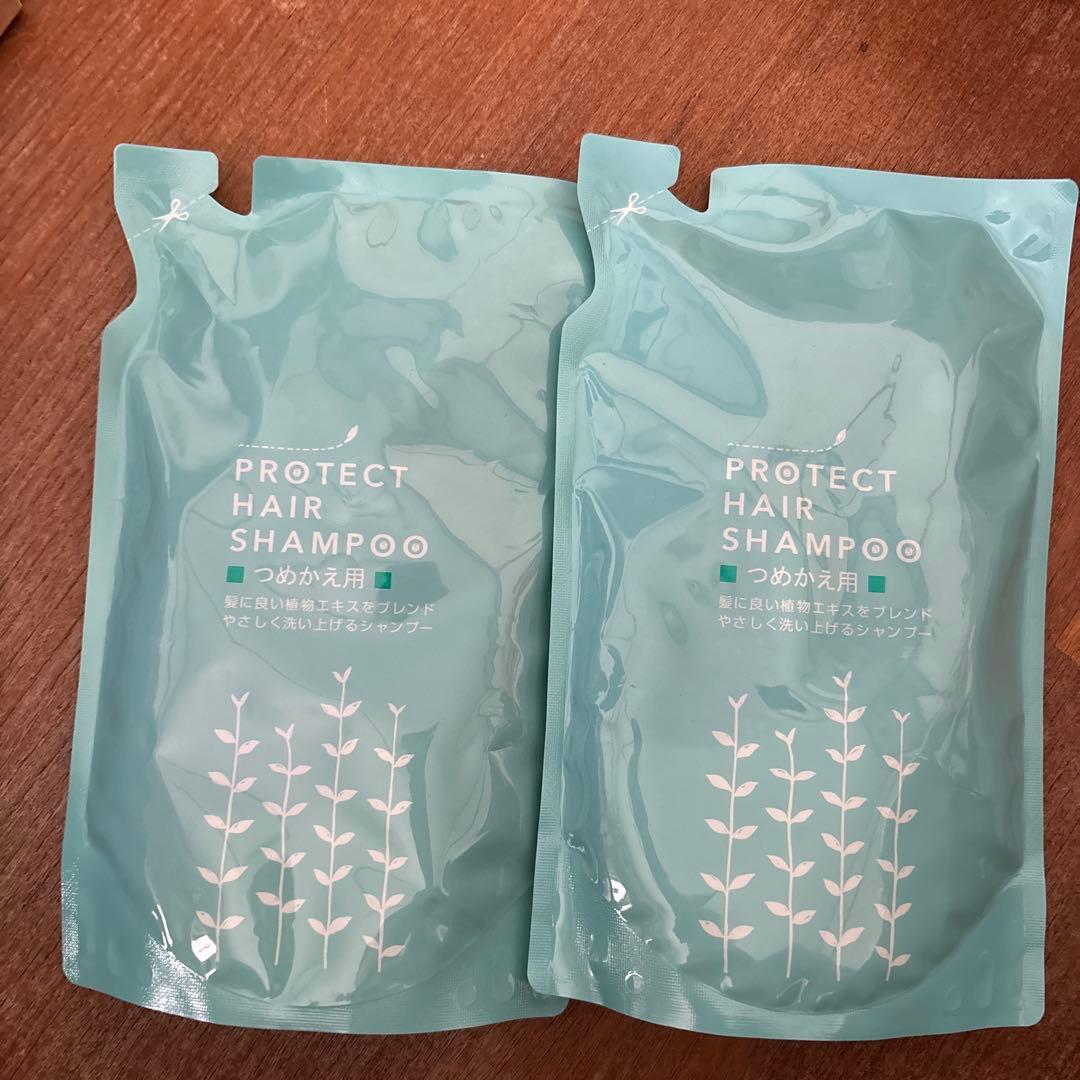 PROTECT
HAIR
SHAMPOO
つめかえ用
髪に良い植物エキスをブレンド
やさしく洗い上げるシャンプー
PROTECT
HAIR
SHAMPOO
つめかえ用
髪に良い植物エキスをブレンド
やさしく洗い上げるシャンプー